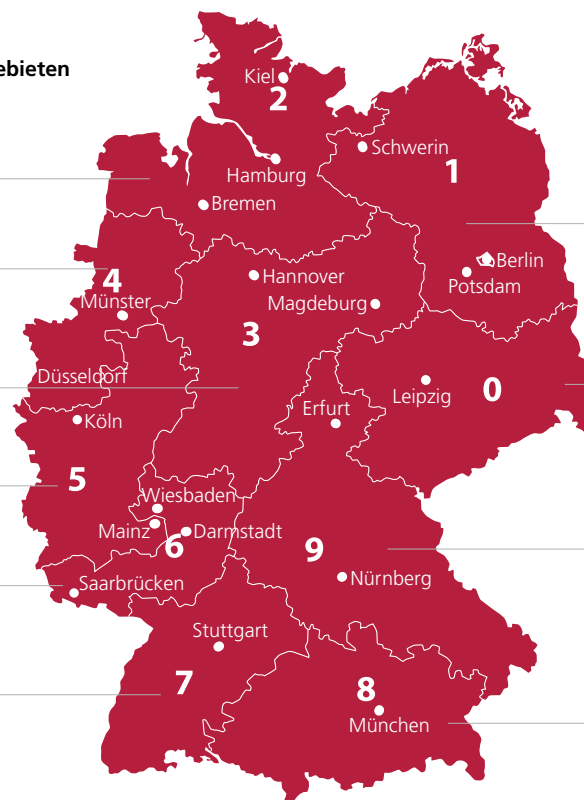 ebieten
Kiel
2
Schwerin
1
Hamburg
Bremen
Berlin
Hannover
4
Potsdam
Münster
Magdeburg
3
Düsseldorf
Leipzig
0
Erfurt
Köln
5
Wiesbaden
Mainz
Darmstadt
6
9
Saarbrücken
Nürnberg
Stuttgart
7
8
München